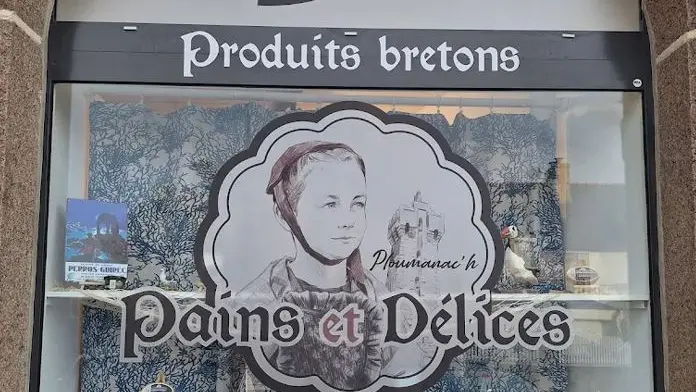 Produits bretons
Ploumanac'h
PERROS-GUIREC
Pains et Délices